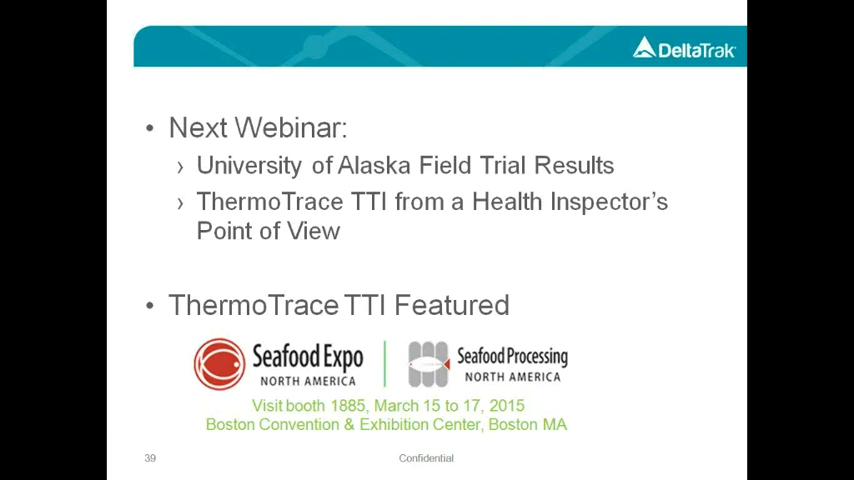 DeltaTrak
• Next Webinar:
› University of Alaska Field Trial Results
› ThermoTrace TTI from a Health Inspector's
Point of View
• ThermoTrace TTI Featured
Seafood Expo
NORTH AMERICA
Seafood Processing
NORTH AMERICA
Visit booth 1885, March 15 to 17, 2015
Boston Convention & Exhibition Center, Boston MA
39
Confidential